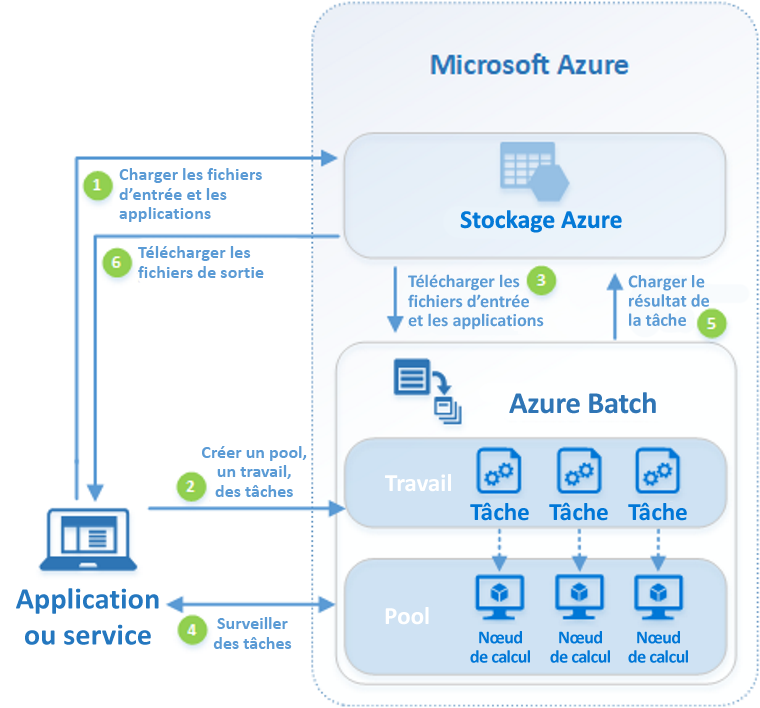 Microsoft Azure
1
Charger les fichiers
d'entrée et les
applications
Stockage Azure
6
Télécharger les
fichiers de sortie
Télécharger les
fichiers d'entrée
et les applications
3
Charger le
résultat de
la tâche
5
Azure Batch
Créer un pool,
un travail,
des tâches
2
Travail
Tâche
Tâche
Tâche
Application
ou service
4
Surveiller
des tâches
Pool
Nœud
de calcul
Nœud
de calcul
Nœud
de calcul